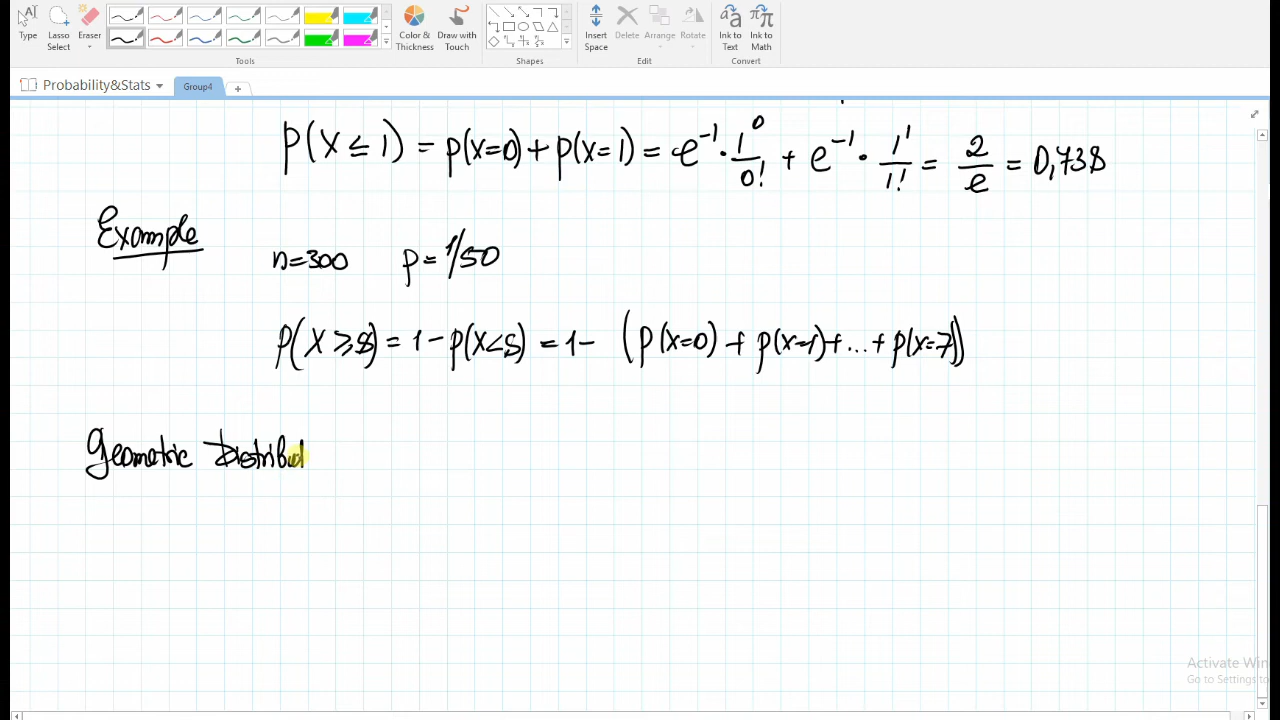 Type
Lasso Select
Eraser
Color & Thickness
Draw with Touch
Insert Space
Delete
Arrange
Rotate
Ink to Text
Ink to Math
Tools
Shapes
Edit
Convert
Probability&Stats
Group4
P(X ≤ 1) = p(x=0) + p(x=1) = e⁻¹ · 1⁰/0! + e⁻¹ · 1¹/1! = 2/e = 0,738
Example
n=300 p=1/50
P(X ≥ 8) = 1 - p(X<8) = 1 - (p(x=0) + p(x=1)+...+ p(x=7))
Geometric Distribut
Activate Win
Go to Settings to